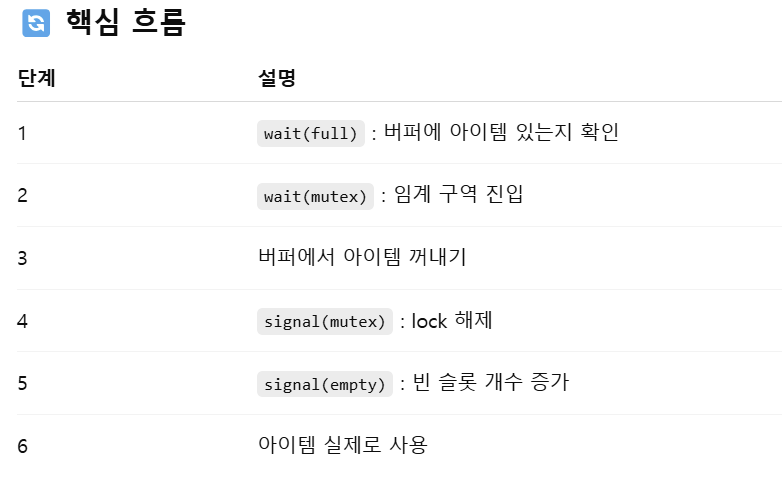 🔄 핵심 흐름
단계 설명
1 wait(full) : 버퍼에 아이템 있는지 확인
2 wait(mutex) : 임계 구역 진입
3 버퍼에서 아이템 꺼내기
4 signal(mutex) : lock 해제
5 signal(empty) : 빈 슬롯 개수 증가
6 아이템 실제로 사용